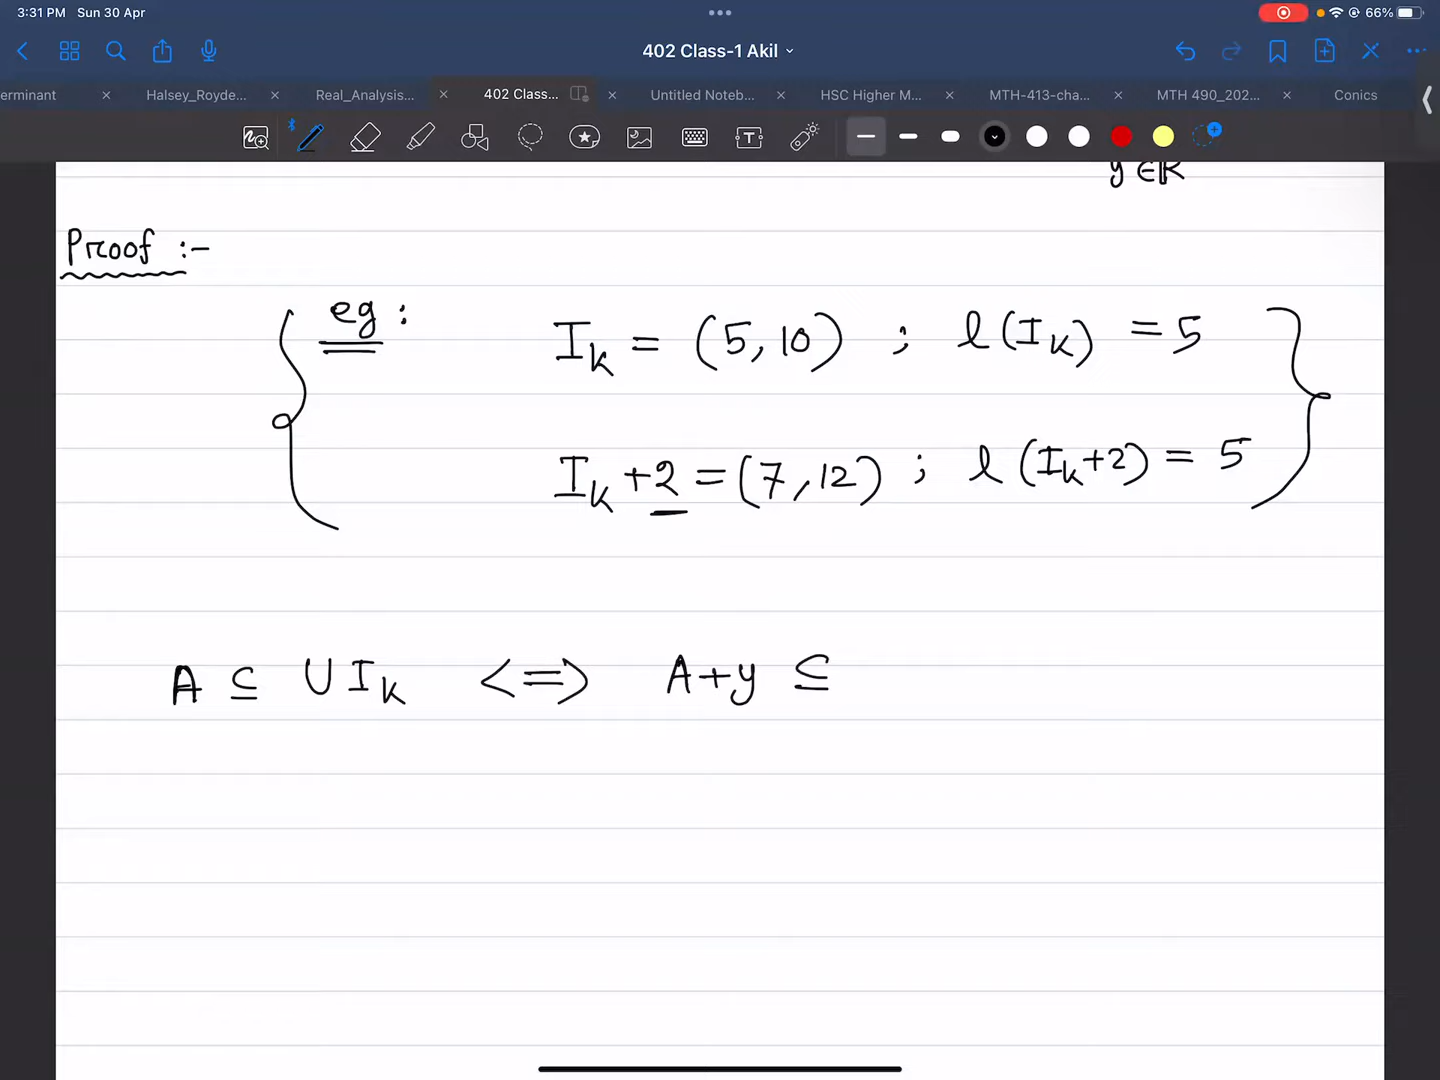 3:31 PM Sun 30 Apr
66%
402 Class-1 Akil
erminant
Halsey_Royde...
Real_Analysis...
402 Class...
Untitled Noteb...
HSC Higher M...
MTH-413-cha...
MTH 490_202...
Conics
y ∈ ℝ
Proof :-
eg : I_k = (5, 10) ; l(I_k) = 5
I_k + 2 = (7, 12) ; l(I_k+2) = 5
A ⊆ ∪ I_k <=> A+y ⊆